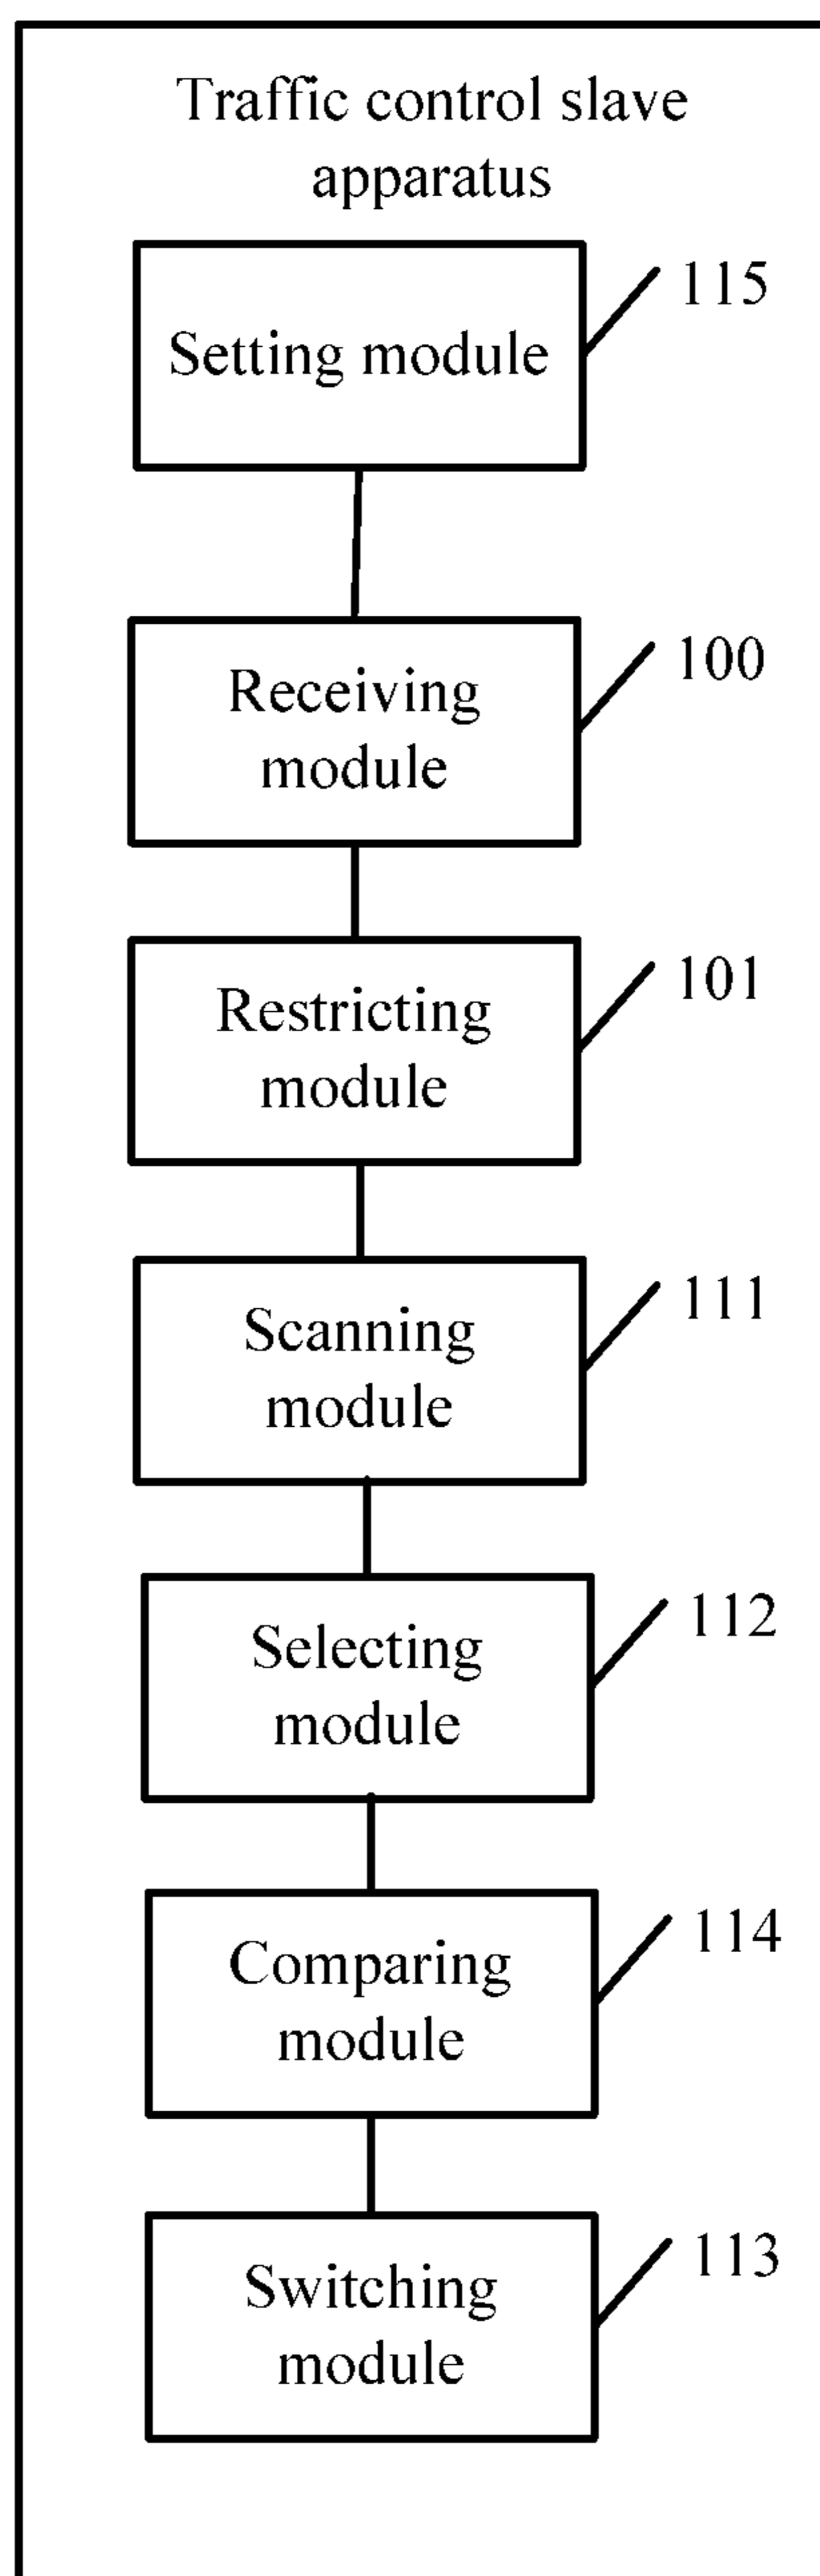 Traffic control slave
apparatus
Setting module
115
Receiving
module
100
Restricting
module
101
Scanning
module
111
Selecting
module
112
Comparing
module
114
Switching
module
113